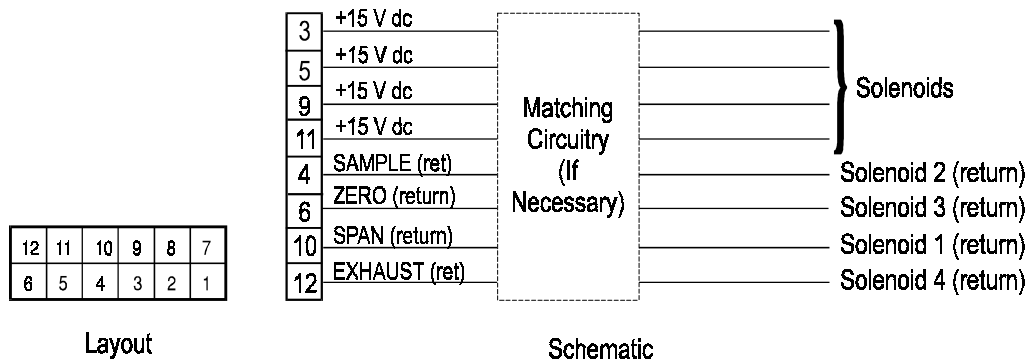 3 +15 V dc
5 +15 V dc
9 +15 V dc
11 +15 V dc
Solenoids
4 SAMPLE (ret) Solenoid 2 (return)
6 ZERO (return) Solenoid 3 (return)
10 SPAN (return) Solenoid 1 (return)
12 EXHAUST (ret) Solenoid 4 (return)
Matching
Circuitry
(If
Necessary)
12 11 10 9 8 7
6 5 4 3 2 1
Layout
Schematic